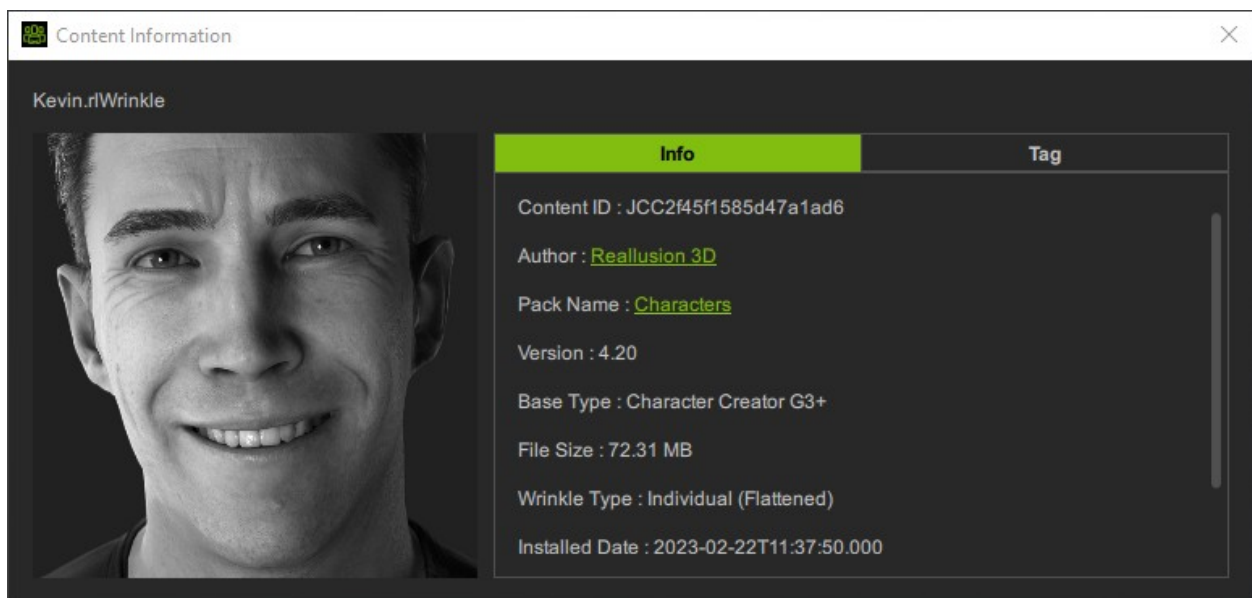 Content Information
Kevin.rlWrinkle
Info
Tag
Content ID : JCC2f45f1585d47a1ad6
Author : Reallusion 3D
Pack Name : Characters
Version : 4.20
Base Type : Character Creator G3+
File Size : 72.31 MB
Wrinkle Type : Individual (Flattened)
Installed Date : 2023-02-22T11:37:50.000